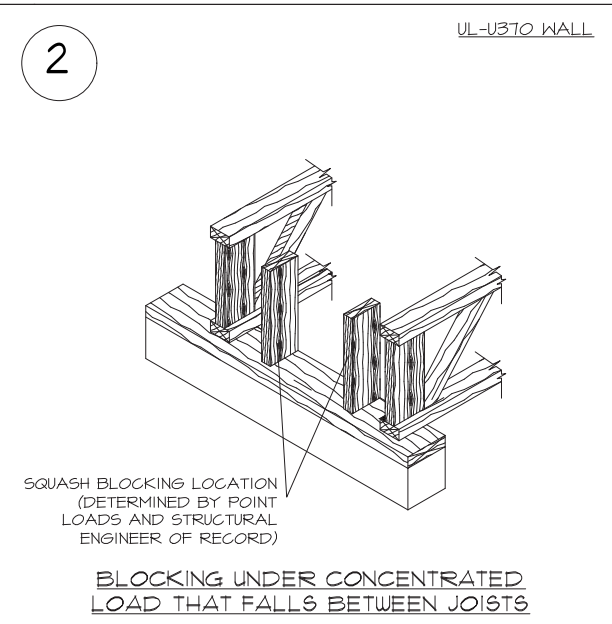 2
UL-U370 WALL
SQUASH BLOCKING LOCATION
(DETERMINED BY POINT
LOADS AND STRUCTURAL
ENGINEER OF RECORD)
BLOCKING UNDER CONCENTRATED
LOAD THAT FALLS BETWEEN JOISTS